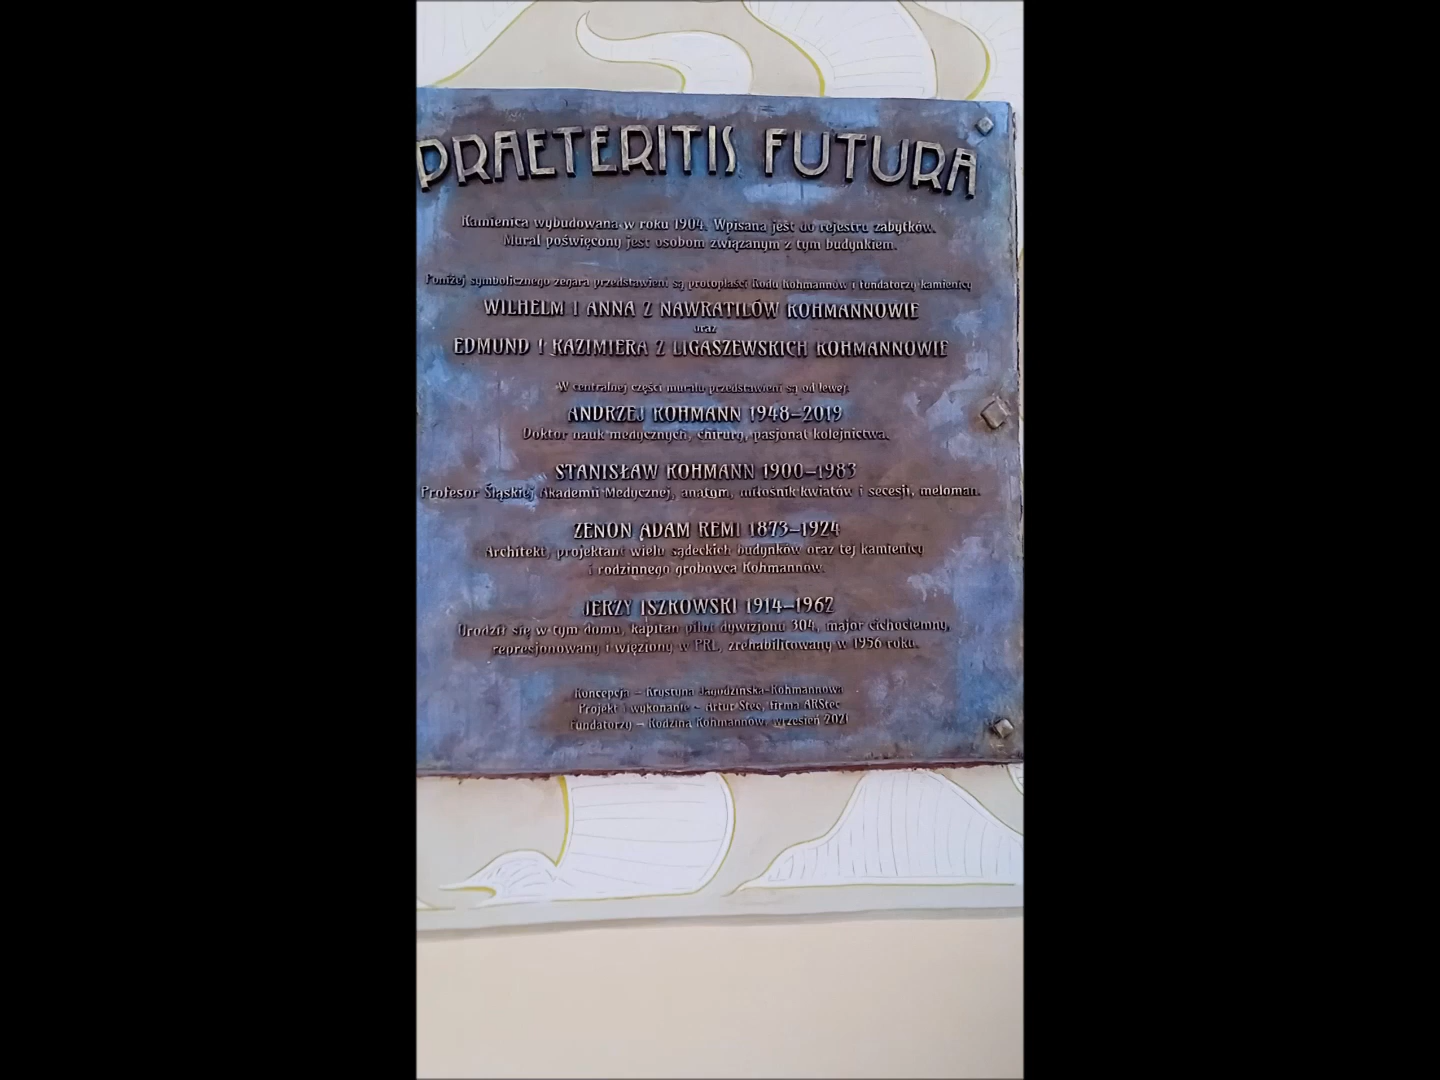 PRAETERITIS FUTURA
Kamienica wybudowana w roku 1904. Wpisana jest do rejestru zabytków.
Mural poświęcony jest osobom związanym z tym budynkiem.
Poniżej symbolicznego zegara przedstawieni są protoplaści Rodu Kohmannów i fundatorzy kamienicy
WILHELM I ANNA Z NAWRATILÓW KOHMANNOWIE
oraz
EDMUND I KAZIMIERA Z LIGASZEWSKICH KOHMANNOWIE
W centralnej części muralu przedstawieni są od lewej:
ANDRZEJ KOHMANN 1948–2019
Doktor nauk medycznych, chirurg, pasjonat kolejnictwa.
STANISŁAW KOHMANN 1900–1983
Profesor Śląskiej Akademii Medycznej, anatom, miłośnik kwiatów i secesji, meloman.
ZENON ADAM REMI 1873–1924
Architekt, projektant wielu sądeckich budynków oraz tej kamienicy
i rodzinnego grobowca Kohmannów.
JERZY ISZKOWSKI 1914–1962
Urodził się w tym domu, kapitan pilot dywizjonu 304, major cichociemny,
represjonowany i więziony w PRL, zrehabilitowany w 1956 roku.
Koncepcja – Krystyna Jagodzińska-Kohmannowa
Projekt i wykonanie – Artur Stec, firma ARStec
Fundatorzy – Rodzina Kohmannów, wrzesień 2021